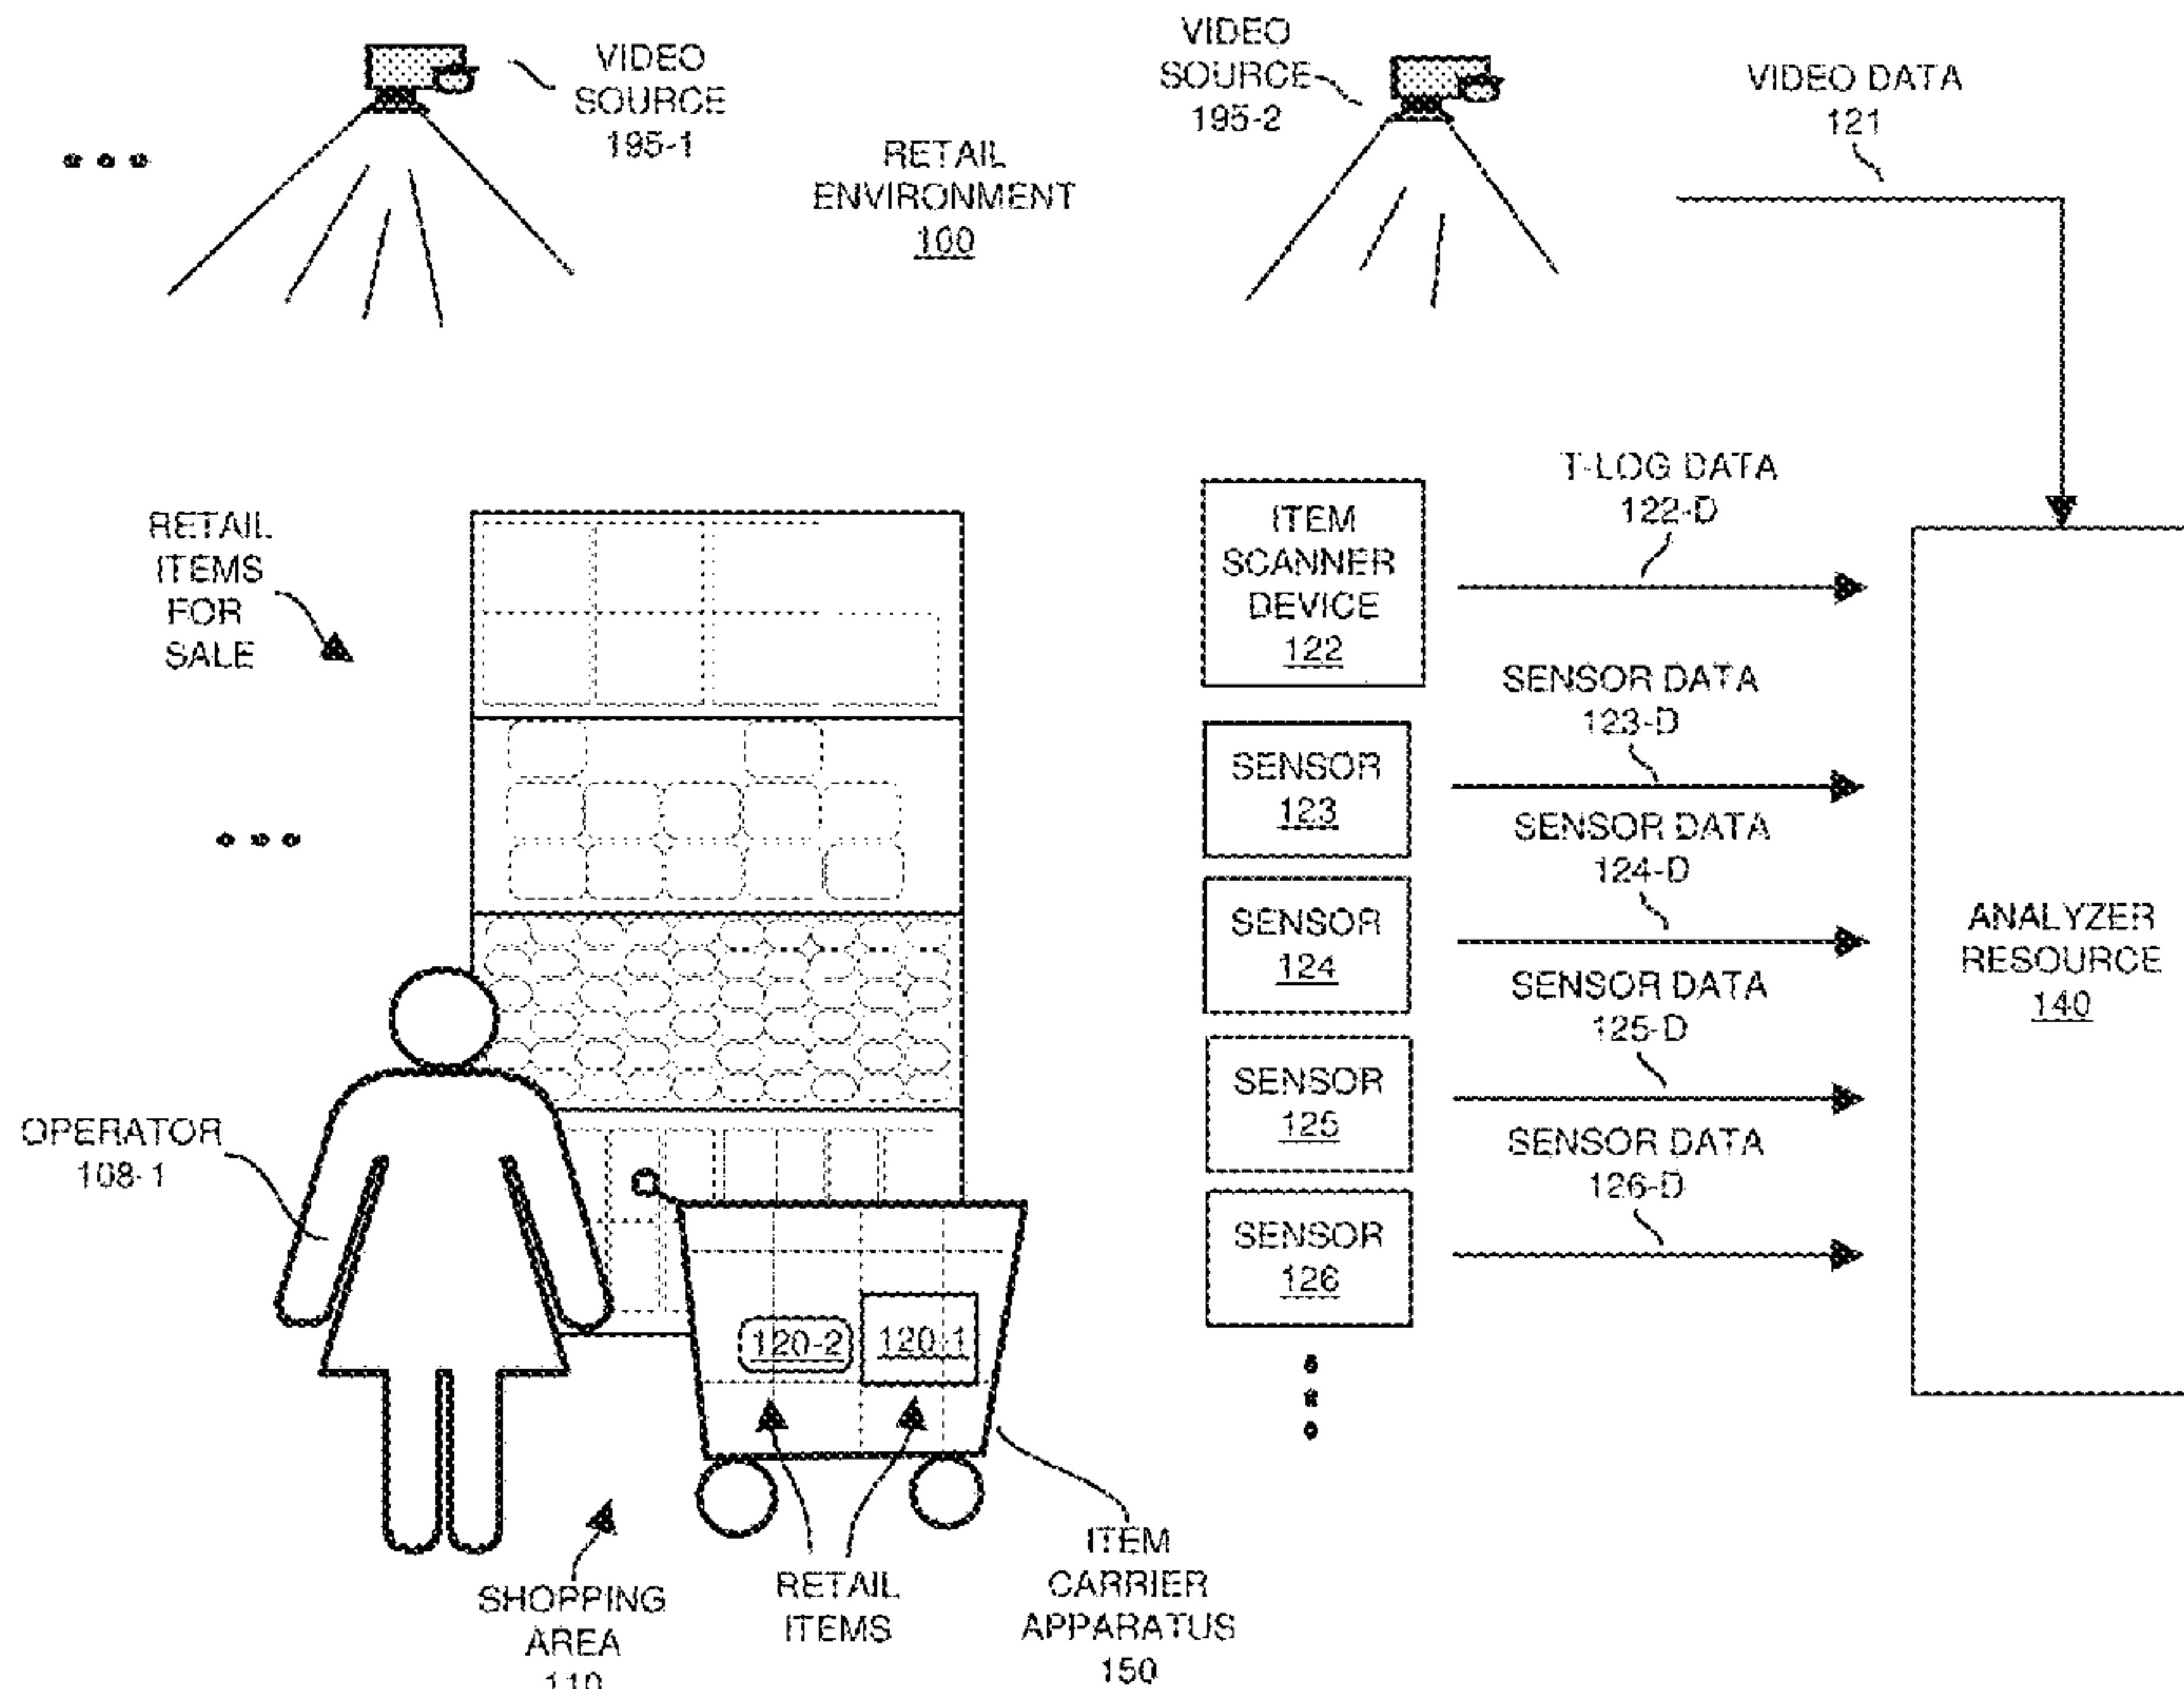 VIDEO
SOURCE
195-1
VIDEO
SOURCE
195-2
VIDEO DATA
121
RETAIL
ENVIRONMENT
100
RETAIL
ITEMS
FOR
SALE
ITEM
SCANNER
DEVICE
122
T-LOG DATA
122-D
SENSOR DATA
123-D
SENSOR
123
SENSOR DATA
124-D
SENSOR
124
SENSOR DATA
125-D
SENSOR
125
SENSOR DATA
126-D
SENSOR
126
ANALYZER
RESOURCE
140
OPERATOR
108-1
120-2
120-1
SHOPPING
AREA
110
RETAIL
ITEMS
ITEM
CARRIER
APPARATUS
150